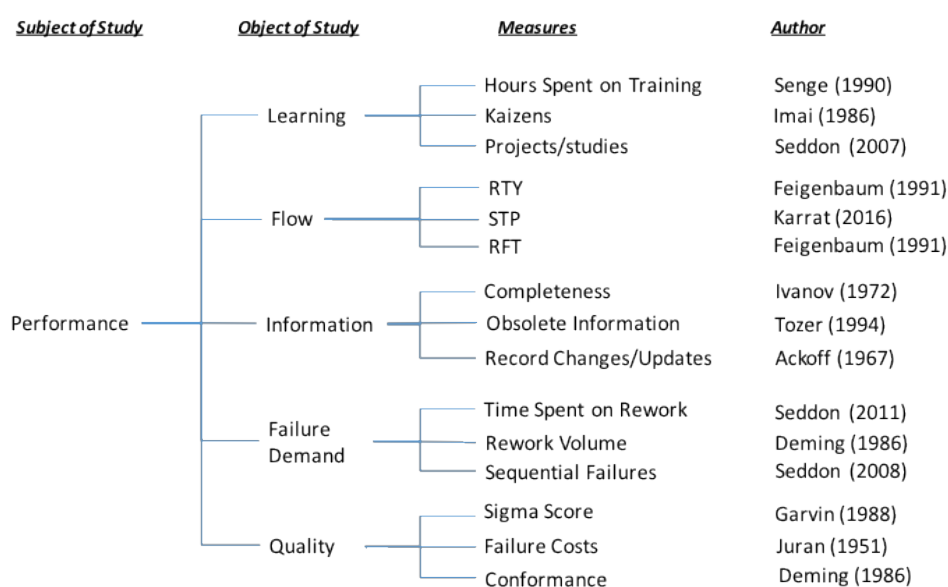 Subject of Study Object of Study Measures Author
Hours Spent on Training Senge (1990)
Learning Kaizens Imai (1986)
Projects/studies Seddon (2007)
RTY Feigenbaum (1991)
Flow STP Karrat (2016)
RFT Feigenbaum (1991)
Completeness Ivanov (1972)
Performance Information Obsolete Information Tozer (1994)
Record Changes/Updates Ackoff (1967)
Time Spent on Rework Seddon (2011)
Failure
Demand Rework Volume Deming (1986)
Sequential Failures Seddon (2008)
Sigma Score Garvin (1988)
Quality Failure Costs Juran (1951)
Conformance Deming (1986)